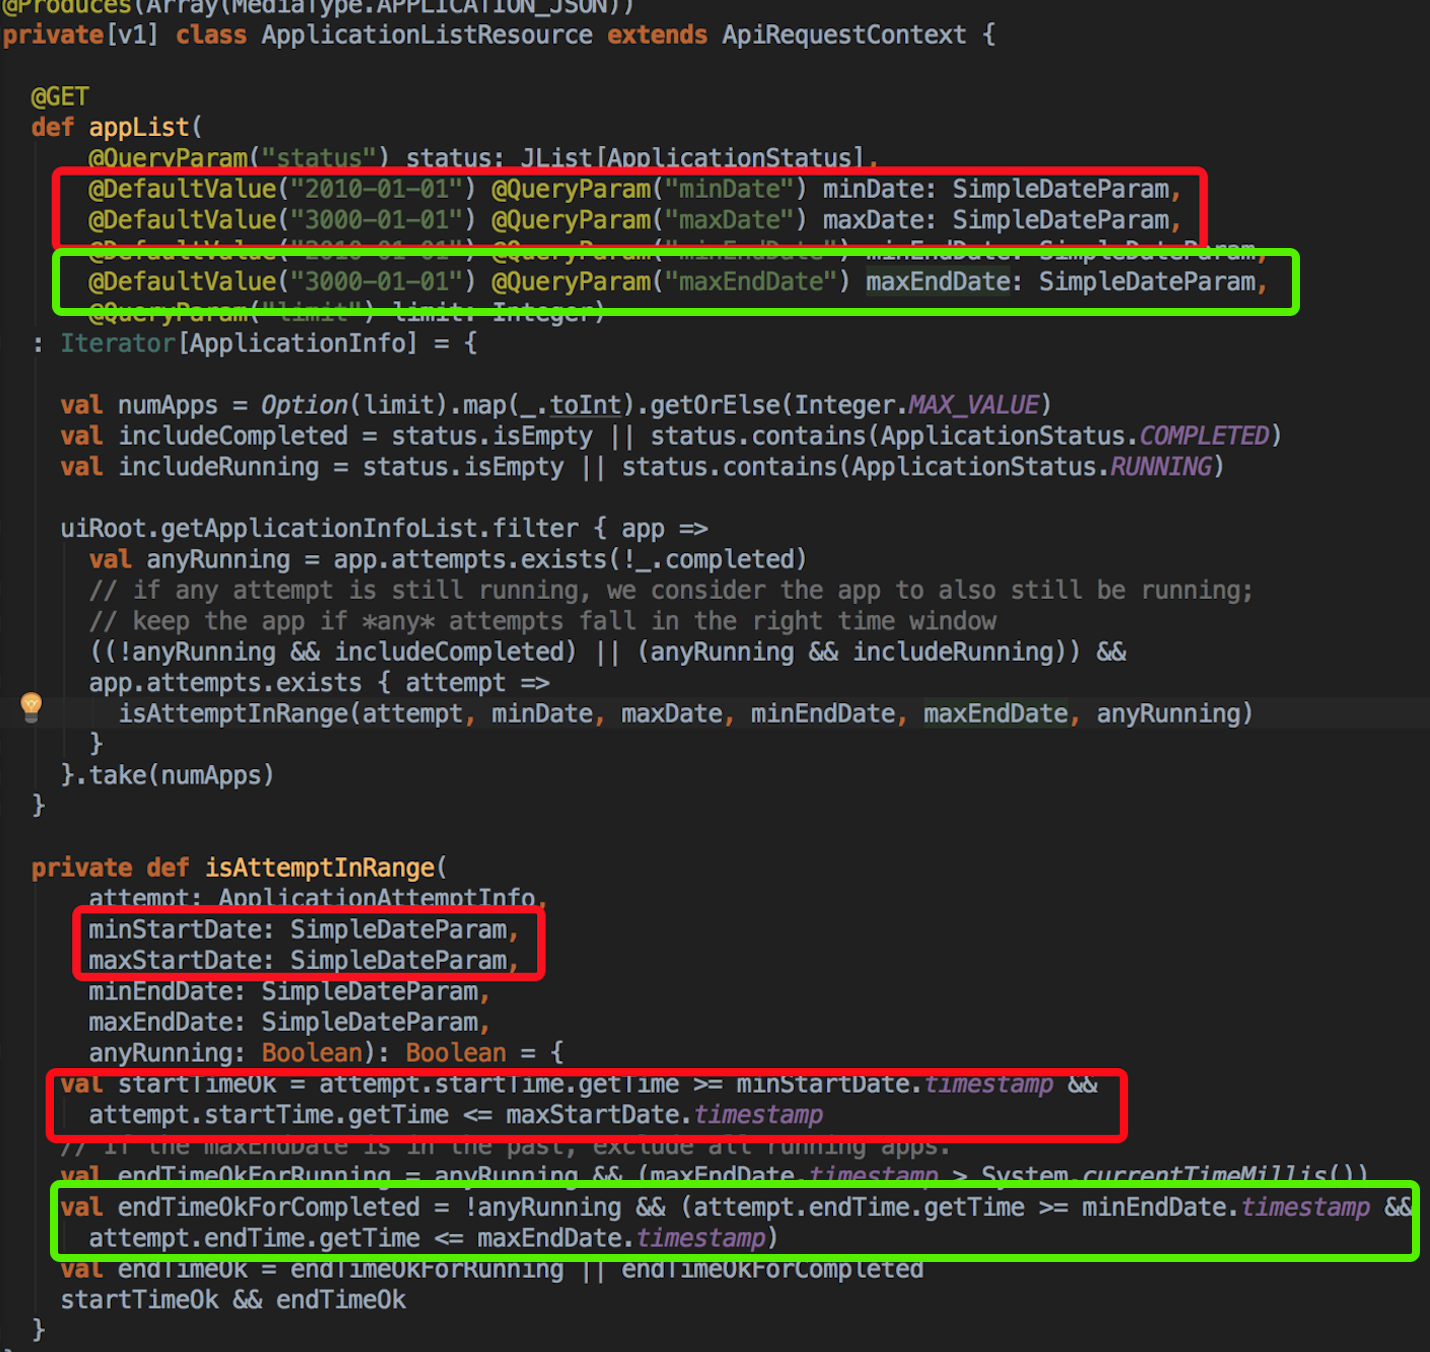 @Produces(Array(MediaType.APPLICATION_JSON))
private[v1] class ApplicationListResource extends ApiRequestContext {
@GET
def appList(
@QueryParam("status") status: JList[ApplicationStatus],
@DefaultValue("2010-01-01") @QueryParam("minDate") minDate: SimpleDateParam,
@DefaultValue("3000-01-01") @QueryParam("maxDate") maxDate: SimpleDateParam,
@DefaultValue("2010-01-01") @QueryParam("minEndDate") minEndDate: SimpleDateParam,
@DefaultValue("3000-01-01") @QueryParam("maxEndDate") maxEndDate: SimpleDateParam,
@QueryParam("limit") limit: Integer)
: Iterator[ApplicationInfo] = {
val numApps = Option(limit).map(_.toInt).getOrElse(Integer.MAX_VALUE)
val includeCompleted = status.isEmpty || status.contains(ApplicationStatus.COMPLETED)
val includeRunning = status.isEmpty || status.contains(ApplicationStatus.RUNNING)
uiRoot.getApplicationInfoList.filter { app =>
val anyRunning = app.attempts.exists(!_.completed)
// if any attempt is still running, we consider the app to also still be running;
// keep the app if *any* attempts fall in the right time window
((!anyRunning && includeCompleted) || (anyRunning && includeRunning)) &&
app.attempts.exists { attempt =>
isAttemptInRange(attempt, minDate, maxDate, minEndDate, maxEndDate, anyRunning)
}
}.take(numApps)
}
private def isAttemptInRange(
attempt: ApplicationAttemptInfo,
minStartDate: SimpleDateParam,
maxStartDate: SimpleDateParam,
minEndDate: SimpleDateParam,
maxEndDate: SimpleDateParam,
anyRunning: Boolean): Boolean = {
val startTimeOk = attempt.startTime.getTime >= minStartDate.timestamp &&
attempt.startTime.getTime <= maxStartDate.timestamp
// If the maxEndDate is in the past, exclude all running apps.
val endTimeOkForRunning = anyRunning && (maxEndDate.timestamp > System.currentTimeMillis())
val endTimeOkForCompleted = !anyRunning && (attempt.endTime.getTime >= minEndDate.timestamp &&
attempt.endTime.getTime <= maxEndDate.timestamp)
val endTimeOk = endTimeOkForRunning || endTimeOkForCompleted
startTimeOk && endTimeOk
}